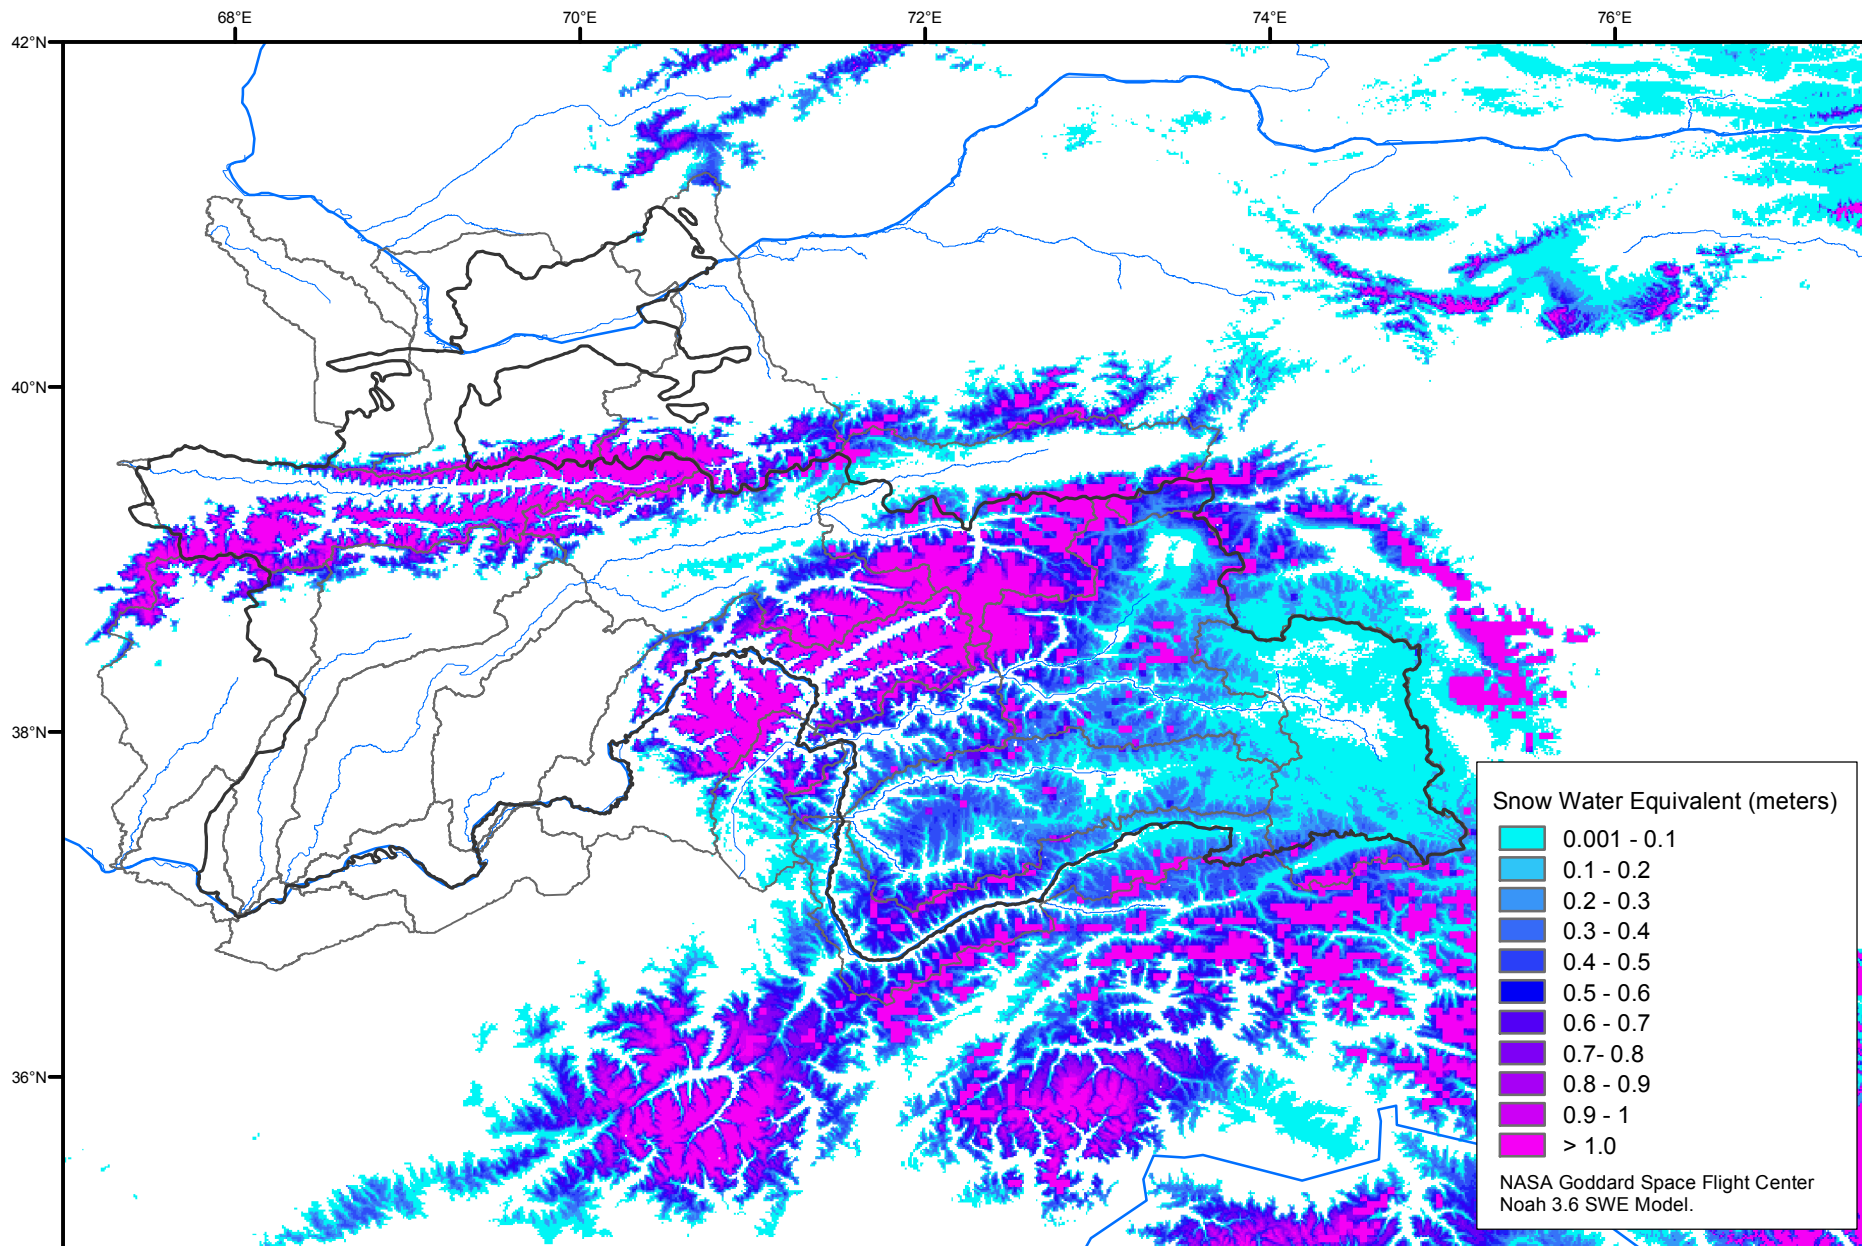 68°E 70°E 72°E 74°E 76°E
42°N
40°N
38°N
36°N
Snow Water Equivalent (meters)
0.001 - 0.1
0.1 - 0.2
0.2 - 0.3
0.3 - 0.4
0.4 - 0.5
0.5 - 0.6
0.6 - 0.7
0.7- 0.8
0.8 - 0.9
0.9 - 1
> 1.0
NASA Goddard Space Flight Center
Noah 3.6 SWE Model.